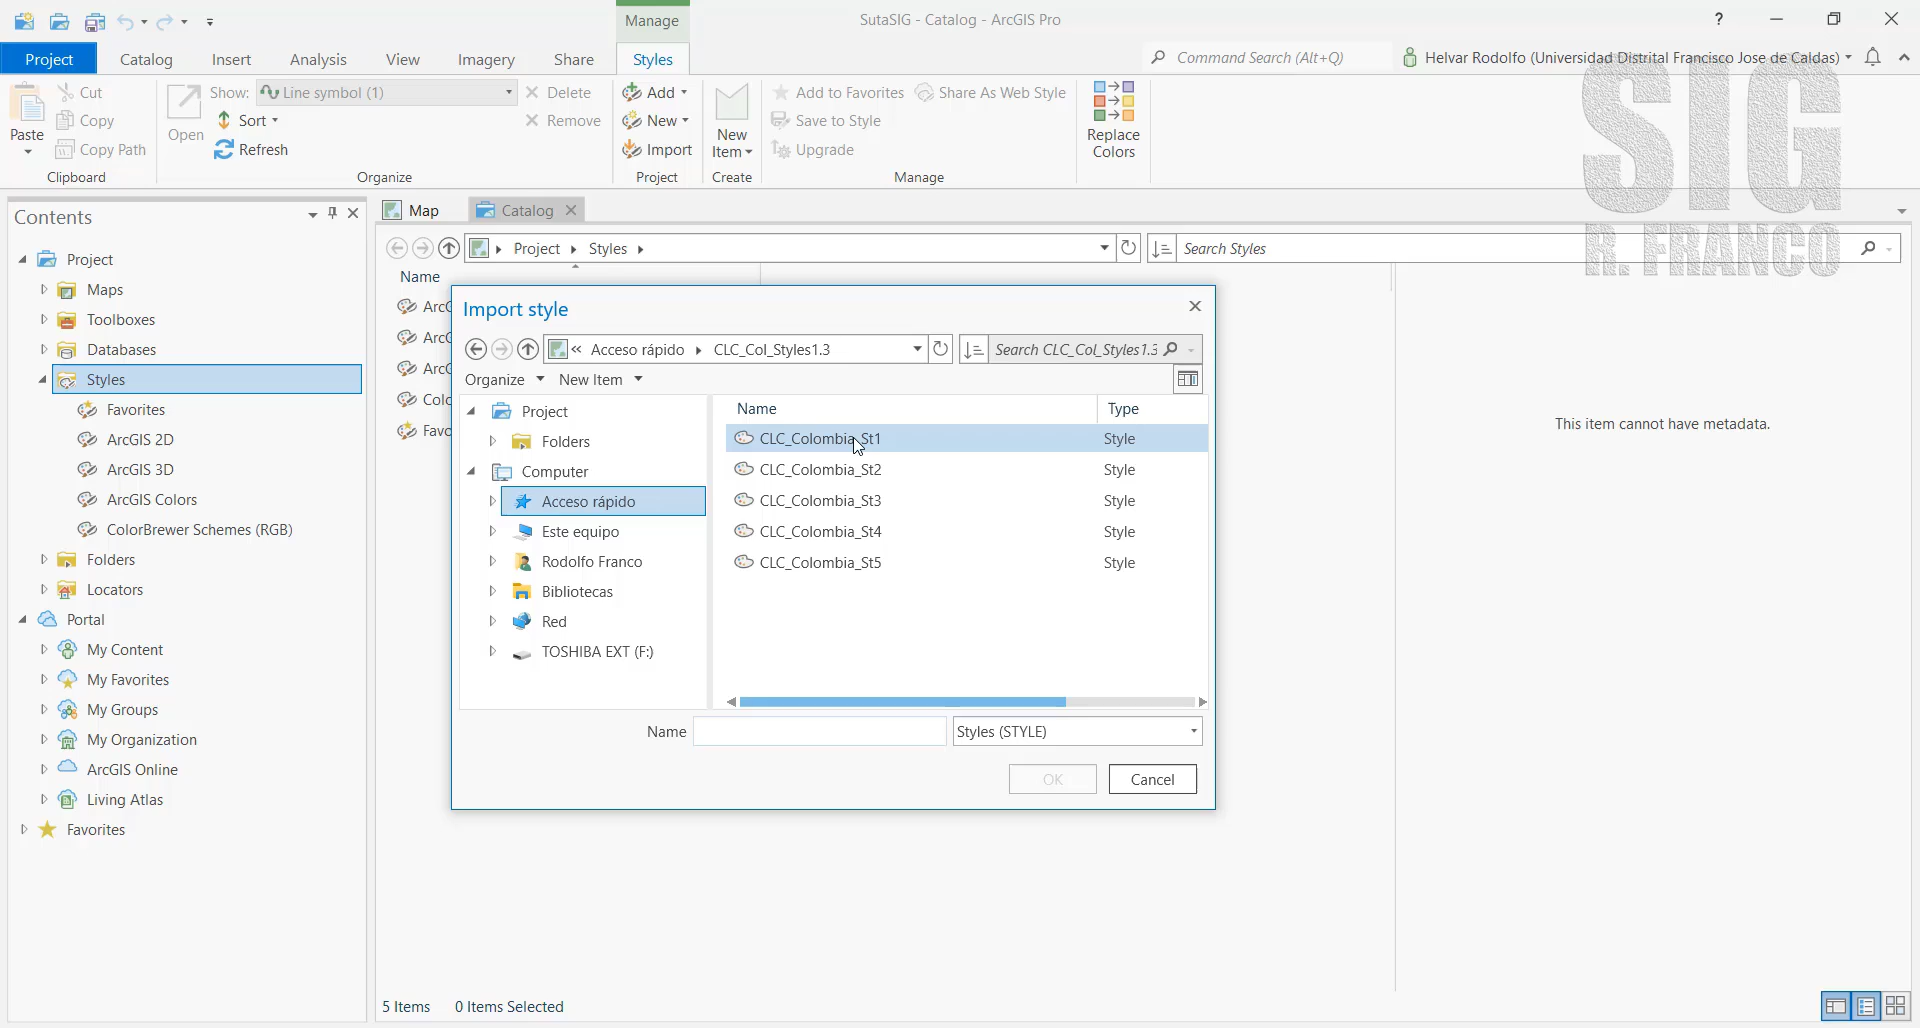 Manage
SutaSIG - Catalog - ArcGIS Pro
?
Project
Catalog
Insert
Analysis
View
Imagery
Share
Styles
Command Search (Alt+Q)
Helvar Rodolfo (Universidad Distrital Francisco Jose de Caldas)
Paste
Cut
Copy
Copy Path
Clipboard
Open
Show:
Line symbol (1)
Sort
Refresh
Delete
Remove
Organize
Add
New
Import
Project
New
Item
Create
Add to Favorites
Share As Web Style
Save to Style
Upgrade
Manage
Replace
Colors
SIG
R. FRANCO
Contents
Project
Maps
Toolboxes
Databases
Styles
Favorites
ArcGIS 2D
ArcGIS 3D
ArcGIS Colors
ColorBrewer Schemes (RGB)
Folders
Locators
Portal
My Content
My Favorites
My Groups
My Organization
ArcGIS Online
Living Atlas
Favorites
Map
Catalog
Project
Styles
Search Styles
Name
ArcG
ArcG
ArcG
Colo
Favo
Import style
« Acceso rápido
CLC_Col_Styles1.3
Search CLC_Col_Styles1.3
Organize
New Item
Project
Folders
Computer
Acceso rápido
Este equipo
Rodolfo Franco
Bibliotecas
Red
TOSHIBA EXT (F:)
Name
Type
CLC_Colombia_St1
Style
CLC_Colombia_St2
Style
CLC_Colombia_St3
Style
CLC_Colombia_St4
Style
CLC_Colombia_St5
Style
Name
Styles (STYLE)
OK
Cancel
This item cannot have metadata.
5 Items
0 Items Selected